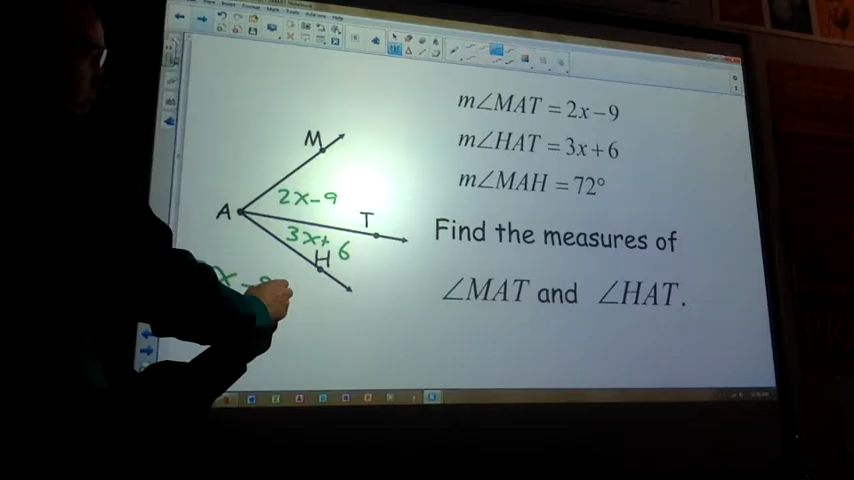 m∠MAT = 2x−9
m∠HAT = 3x+6
m∠MAH = 72°
Find the measures of
∠MAT and ∠HAT.
M
2x-9
A
T
3x+6
H